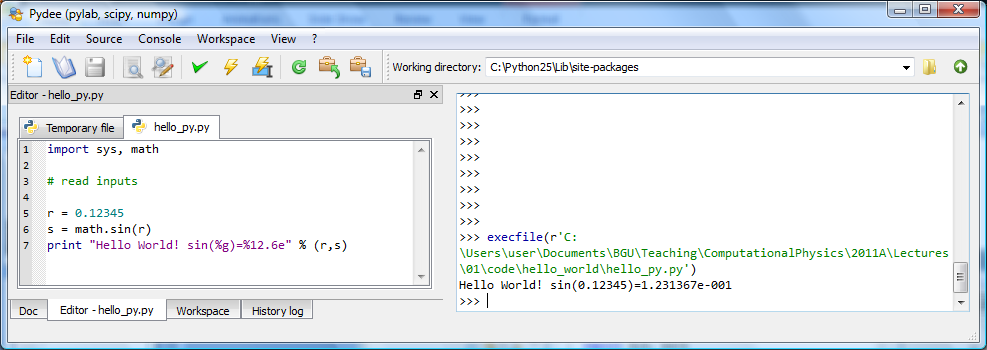 Pydee (pylab, scipy, numpy)
File Edit Source Console Workspace View ?
Working directory: C:\Python25\Lib\site-packages
Editor - hello_py.py
Temporary file hello_py.py
1 import sys, math
2
3 # read inputs
4
5 r = 0.12345
6 s = math.sin(r)
7 print "Hello World! sin(%g)=%12.6e" % (r,s)
Doc Editor - hello_py.py Workspace History log
>>>
>>>
>>>
>>>
>>>
>>>
>>>
>>>
>>>
>>> execfile(r'C:
\Users\user\Documents\BGU\Teaching\ComputationalPhysics\2011A\Lectures
\01\code\hello_world\hello_py.py')
Hello World! sin(0.12345)=1.231367e-001
>>>